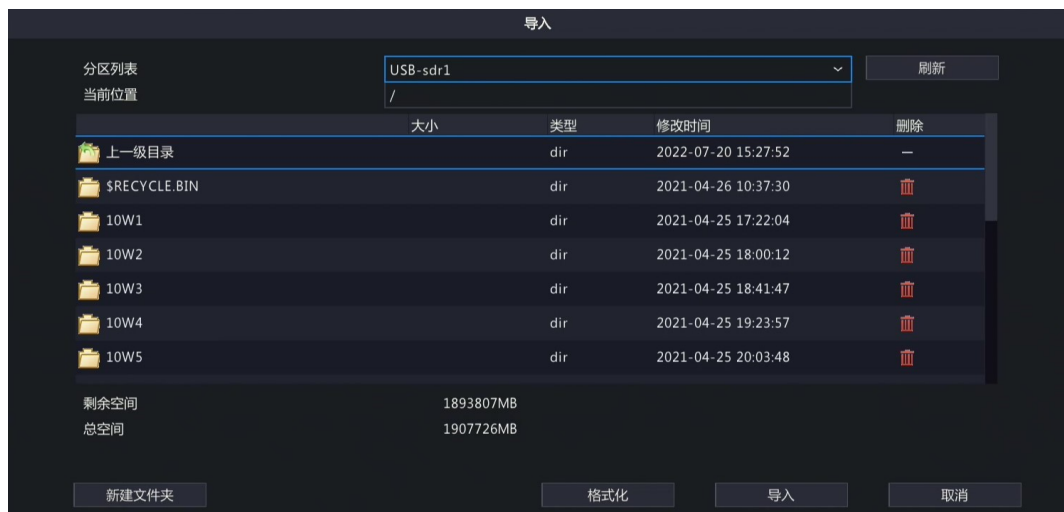 导入
分区列表 USB-sdr1 刷新
当前位置 /
大小 类型 修改时间 删除
上一级目录 dir 2022-07-20 15:27:52 —
$RECYCLE.BIN dir 2021-04-26 10:37:30
10W1 dir 2021-04-25 17:22:04
10W2 dir 2021-04-25 18:00:12
10W3 dir 2021-04-25 18:41:47
10W4 dir 2021-04-25 19:23:57
10W5 dir 2021-04-25 20:03:48
剩余空间 1893807MB
总空间 1907726MB
新建文件夹 格式化 导入 取消